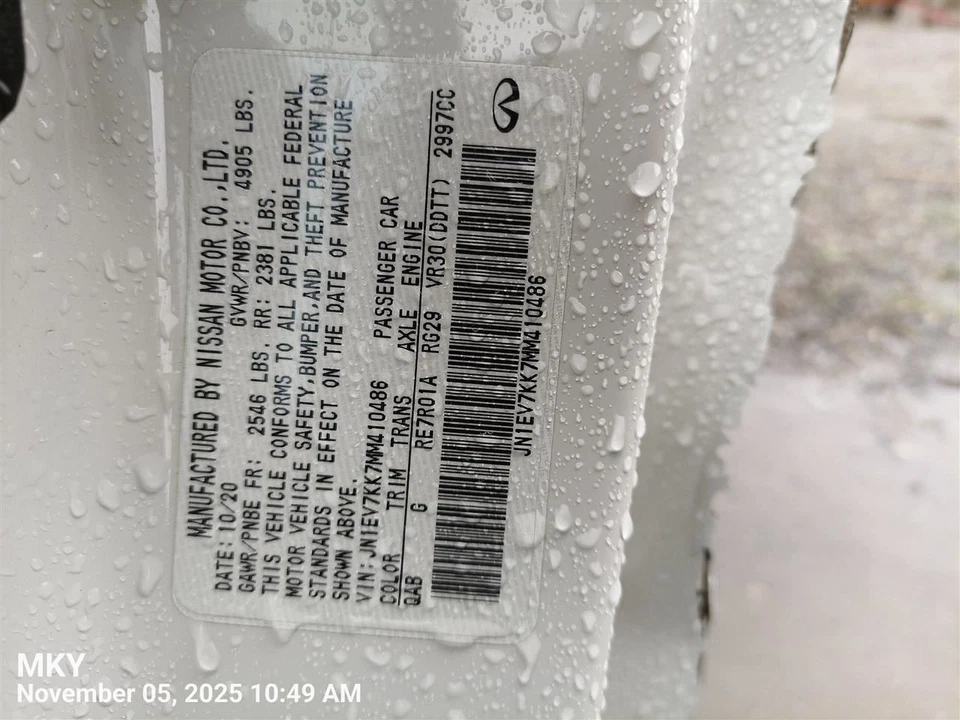 MANUFACTURED BY NISSAN MOTOR CO.,LTD.
DATE: 10/20 GVWR/PNBV: 4905 LBS.
GAWR/PNBE FR: 2546 LBS. RR: 2381 LBS.
THIS VEHICLE CONFORMS TO ALL APPLICABLE FEDERAL
MOTOR VEHICLE SAFETY,BUMPER,AND THEFT PREVENTION
STANDARDS IN EFFECT ON THE DATE OF MANUFACTURE
SHOWN ABOVE.
VIN:JN1EV7KK7MM410486 PASSENGER CAR
COLOR TRIM TRANS AXLE ENGINE
QAB G RE7R01A RG29 VR30(DDTT) 2997CC
JN1EV7KK7MM410486
MKY
November 05, 2025 10:49 AM